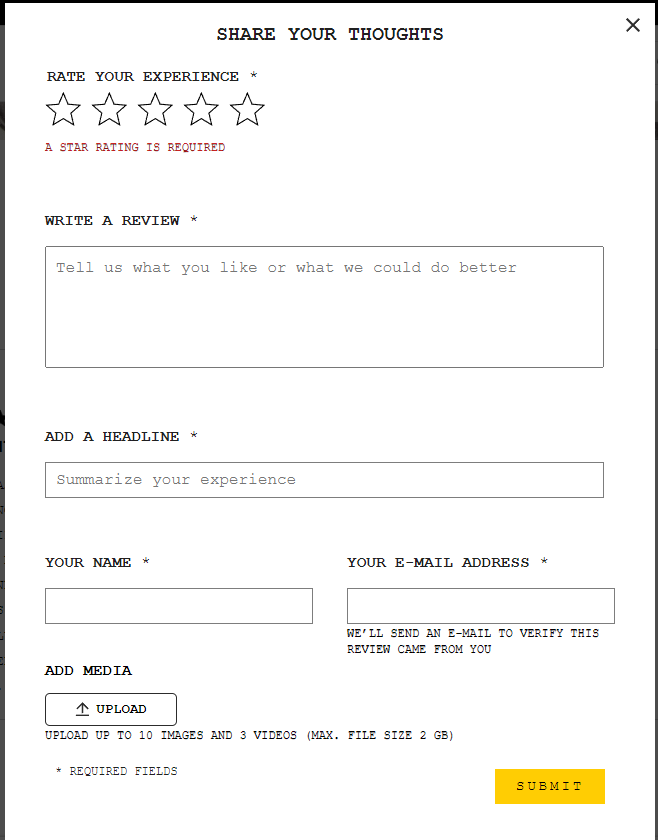 SHARE YOUR THOUGHTS
RATE YOUR EXPERIENCE *
A STAR RATING IS REQUIRED
WRITE A REVIEW *
Tell us what you like or what we could do better
ADD A HEADLINE *
Summarize your experience
YOUR NAME *
YOUR E-MAIL ADDRESS *
WE’LL SEND AN E-MAIL TO VERIFY THIS
REVIEW CAME FROM YOU
ADD MEDIA
UPLOAD
UPLOAD UP TO 10 IMAGES AND 3 VIDEOS (MAX. FILE SIZE 2 GB)
* REQUIRED FIELDS
SUBMIT